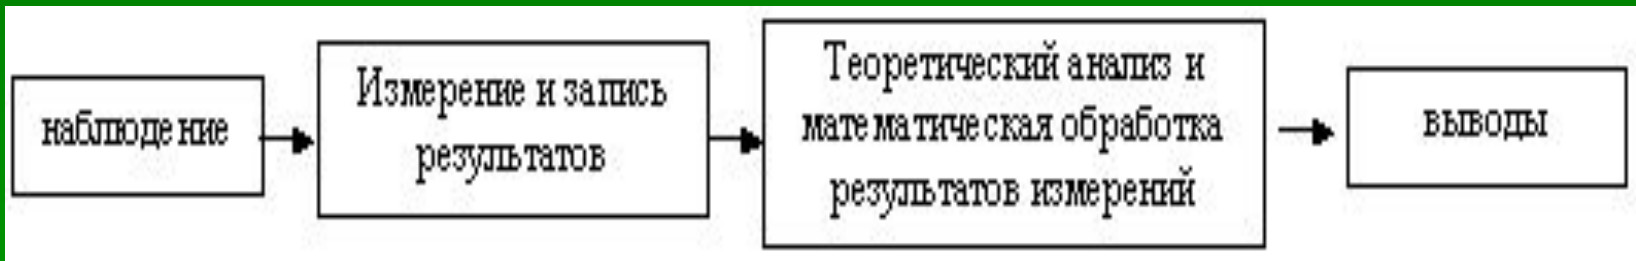 наблюдение
Измерение и запись
результатов
Теоретический анализ и
математическая обработка
результатов измерений
выводы